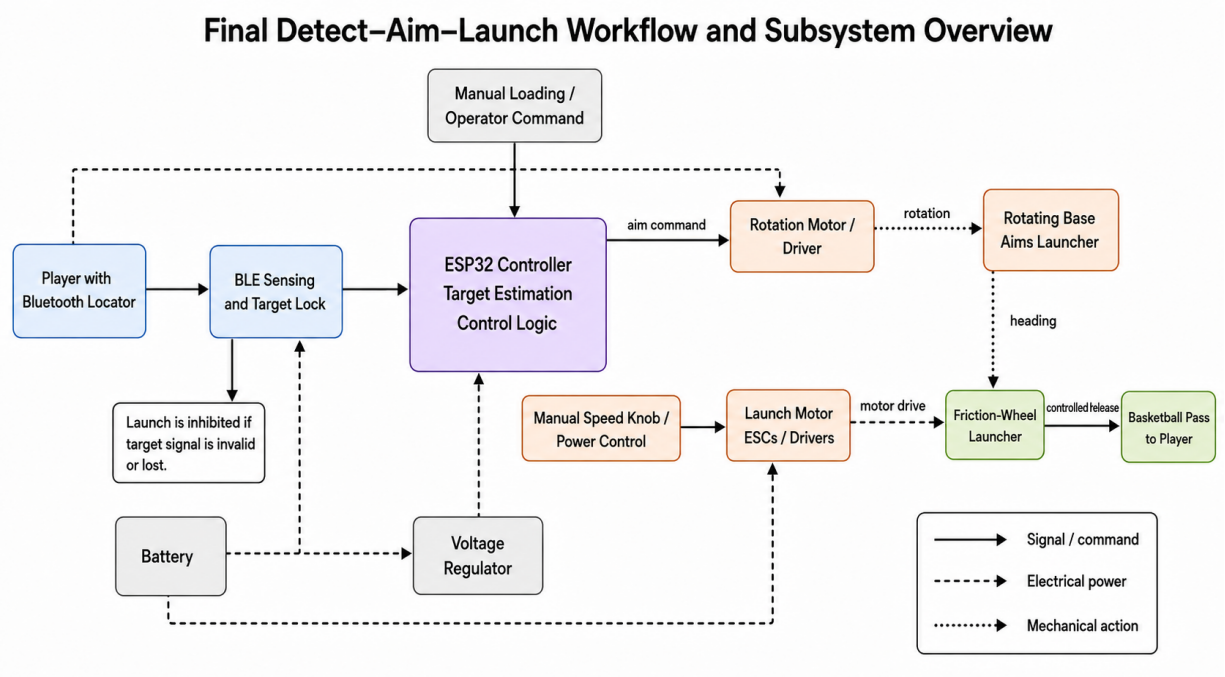 Final Detect–Aim–Launch Workflow and Subsystem Overview
Manual Loading /
Operator Command
Player with
Bluetooth Locator
BLE Sensing
and Target Lock
ESP32 Controller
Target Estimation
Control Logic
aim command
Rotation Motor /
Driver
rotation
Rotating Base
Aims Launcher
heading
Launch is inhibited if
target signal is invalid
or lost.
Manual Speed Knob /
Power Control
Launch Motor
ESCs / Drivers
motor drive
Friction-Wheel
Launcher
controlled release
Basketball Pass
to Player
Battery
Voltage
Regulator
Signal / command
Electrical power
Mechanical action